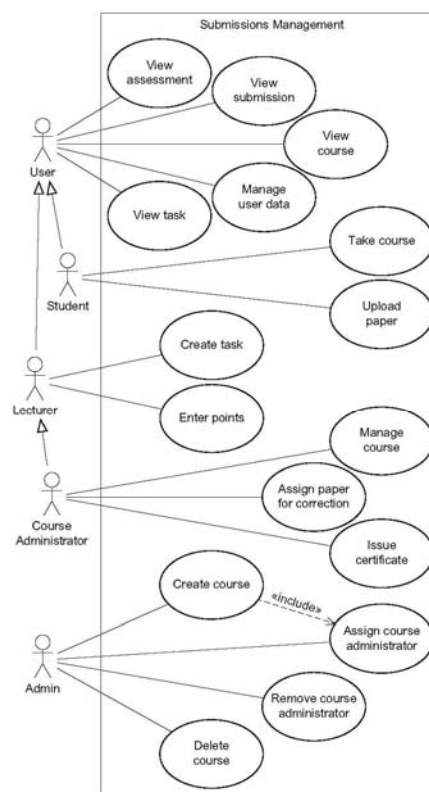 Submissions Management
View
assessment
View
submission
View
course
User
Manage
user data
View task
Take course
Student
Upload
paper
Create task
Lecturer
Enter points
Manage
course
Assign paper
for correction
Course
Administrator
Issue
certificate
Create course
«include»
Assign course
administrator
Admin
Remove course
administrator
Delete
course